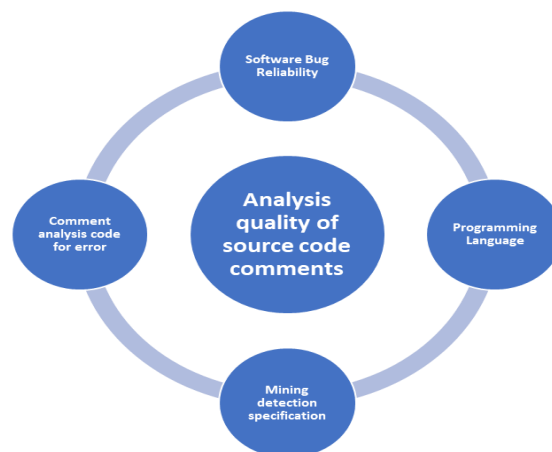 Software Bug
Reliability
Analysis
quality of
source code
comments
Comment
analysis code
for error
Programming
Language
Mining
detection
specification